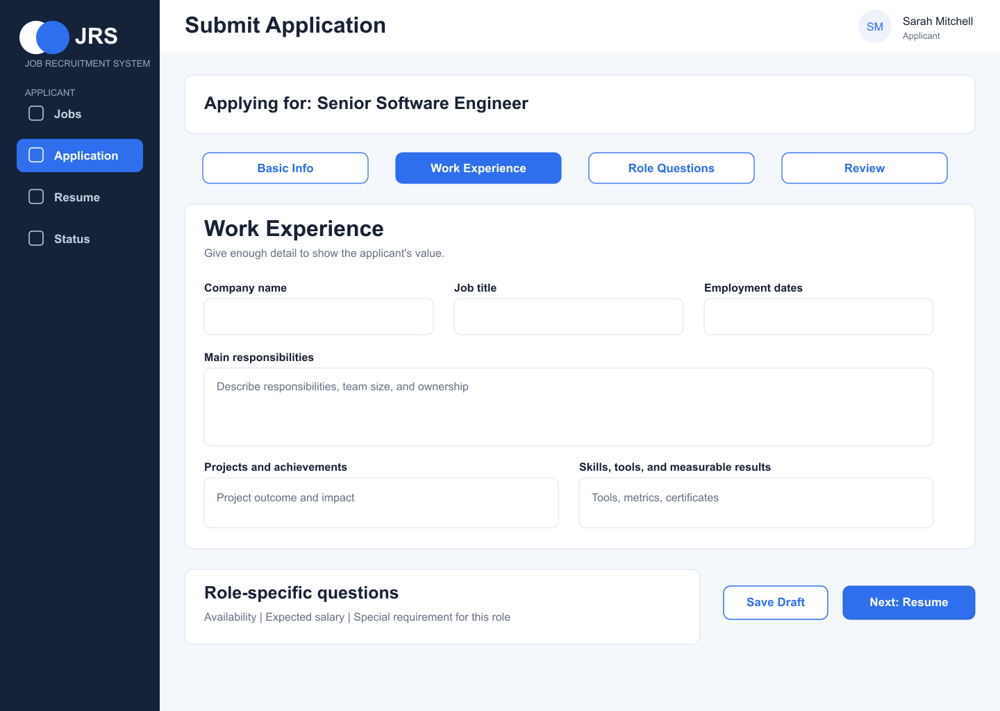 JRS
JOB RECRUITMENT SYSTEM
APPLICANT
Jobs
Application
Resume
Status
Submit Application
SM
Sarah Mitchell
Applicant
Applying for: Senior Software Engineer
Basic Info
Work Experience
Role Questions
Review
Work Experience
Give enough detail to show the applicant's value.
Company name
Job title
Employment dates
Main responsibilities
Describe responsibilities, team size, and ownership
Projects and achievements
Skills, tools, and measurable results
Project outcome and impact
Tools, metrics, certificates
Role-specific questions
Availability | Expected salary | Special requirement for this role
Save Draft
Next: Resume